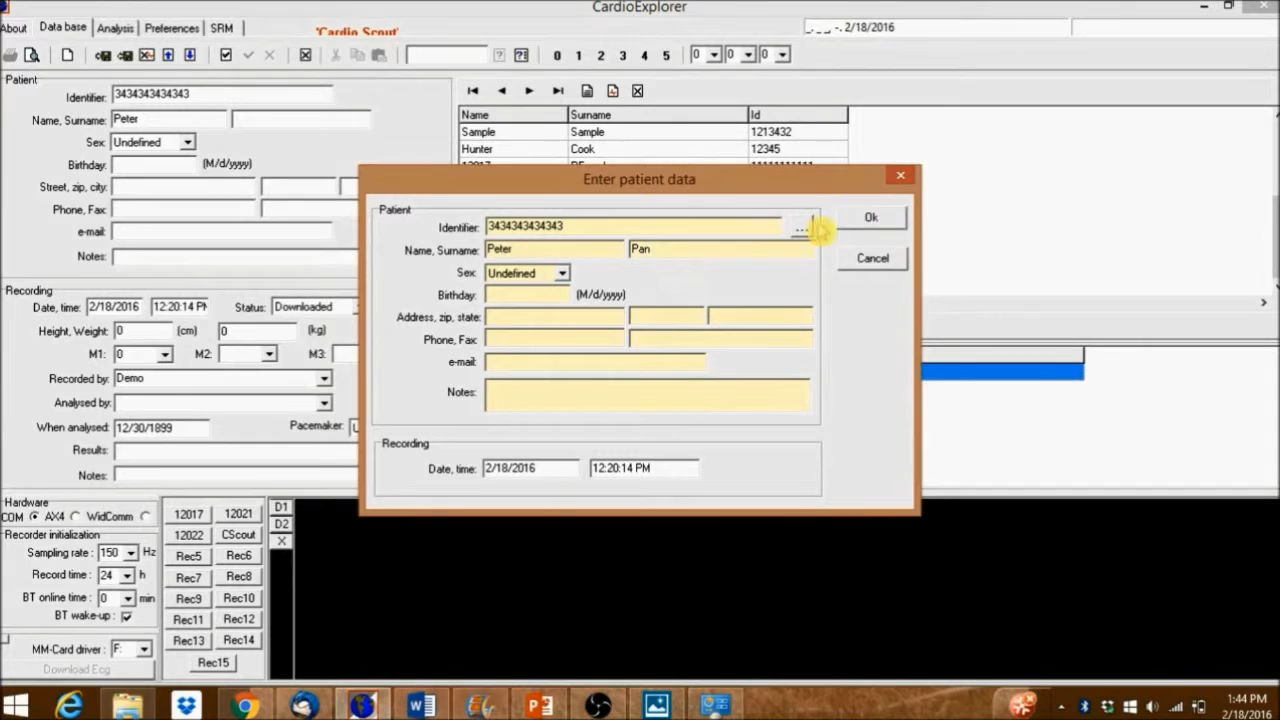 CardioExplorer
About Data base Analysis Preferences SRM
'Cardio Scout'
2/18/2016
0 1 2 3 4 5 0 0 0
Patient
Identifier: 3434343434343
Name, Surname: Peter
Sex: Undefined
Birthday: (M/d/yyyy)
Street, zip, city:
Phone, Fax:
e-mail:
Notes:
Name Surname Id
Sample Sample 1213432
Hunter Cook 12345
Enter patient data
Patient
Identifier: 3434343434343 ...
Name, Surname: Peter Pan
Sex: Undefined
Birthday: (M/d/yyyy)
Address, zip, state:
Phone, Fax:
e-mail:
Notes:
Ok
Cancel
Recording
Date, time: 2/18/2016 12:20:14 PM
Recording
Date, time: 2/18/2016 12:20:14 PM Status: Downloaded
Height, Weight: 0 (cm) 0 (kg)
M1: 0 M2: M3:
Recorded by: Demo
Analysed by:
When analysed: 12/30/1899 Pacemaker:
Results:
Notes:
Hardware
COM AX4 WidComm
Recorder initialization
Sampling rate : 150 Hz
Record time : 24 h
BT online time : 0 min
BT wake-up :
MM-Card driver : F:
Download Ecg
12017 12021
12022 CScout
Rec5 Rec6
Rec7 Rec8
Rec9 Rec10
Rec11 Rec12
Rec13 Rec14
Rec15
D1
D2
X
1:44 PM
2/18/2016